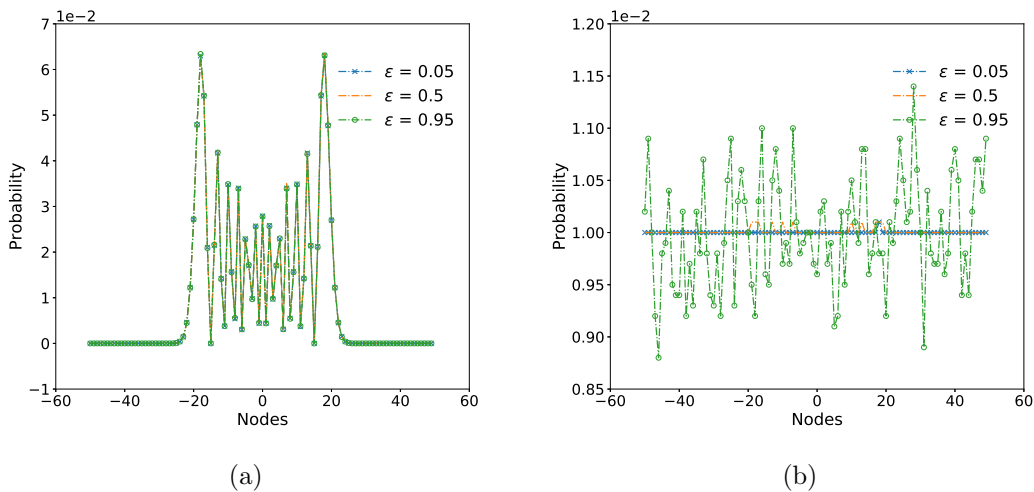 1e−2
7
6
5
4
3
2
1
0
−1
Probability
−60 −40 −20 0 20 40 60
Nodes
ε = 0.05
ε = 0.5
ε = 0.95
(a)
1e−2
1.20
1.15
1.10
1.05
1.00
0.95
0.90
0.85
Probability
−60 −40 −20 0 20 40 60
Nodes
ε = 0.05
ε = 0.5
ε = 0.95
(b)